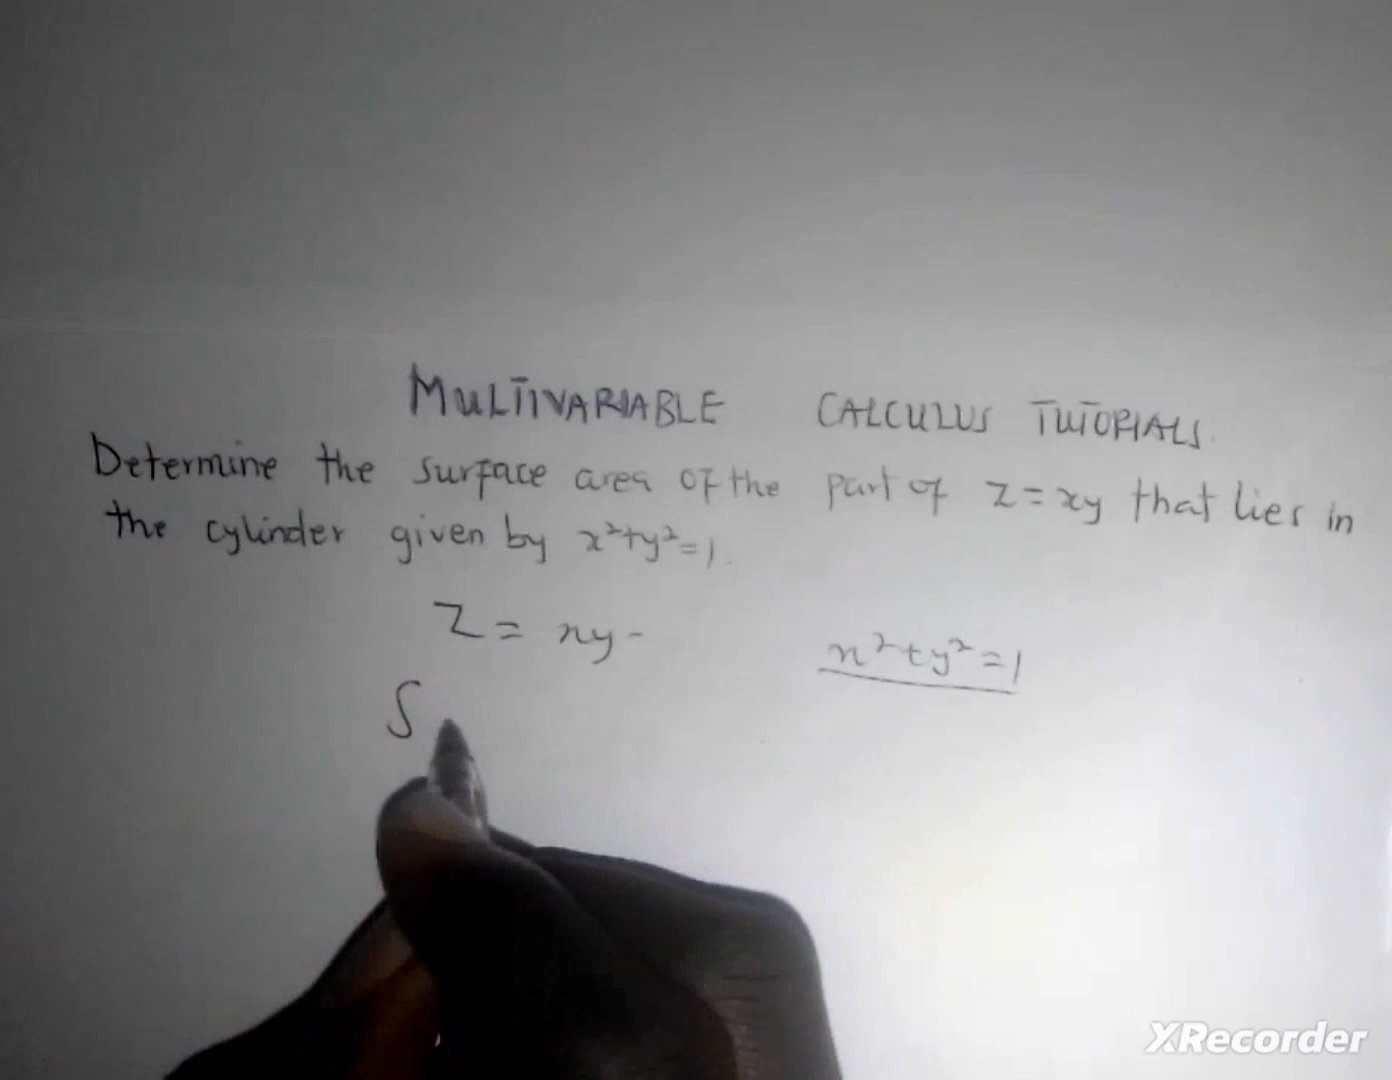 MULTIVARIABLE CALCULUS TUTORIALS.
Determine the surface area of the part of z = xy that lies in
the cylinder given by x²+y²=1.
Z = xy -
x²+y²=1
S
XRecorder